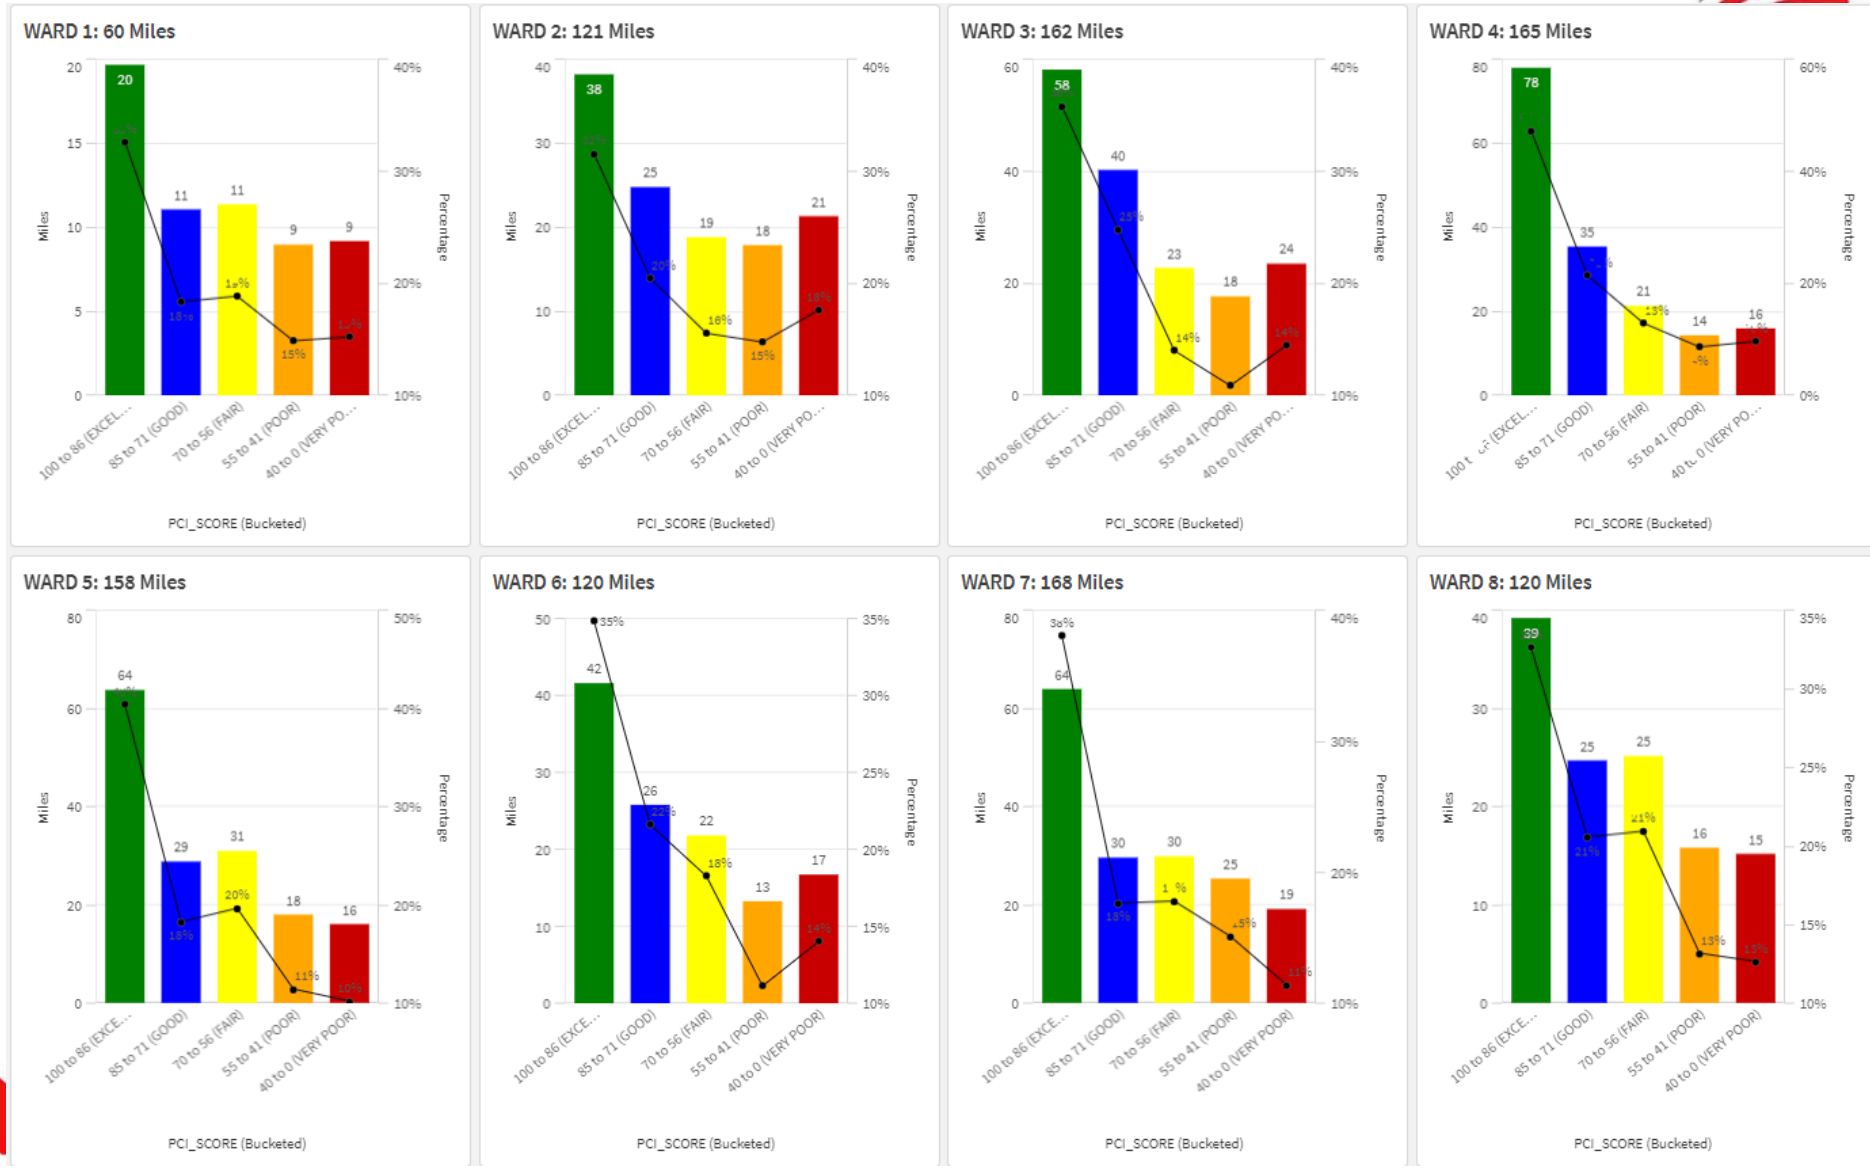 WARD 1: 60 Miles
20
15
10
5
0
Miles
40%
30%
20%
10%
Percentage
20
11
11
9
9
18%
15%
100 to 86 (EXCEL...
85 to 71 (GOOD)
70 to 56 (FAIR)
55 to 41 (POOR)
40 to 0 (VERY PO...
PCI_SCORE (Bucketed)
WARD 2: 121 Miles
40
30
20
10
0
Miles
40%
30%
20%
10%
Percentage
38
25
19
18
21
32%
20%
16%
15%
18%
100 to 86 (EXCEL...
85 to 71 (GOOD)
70 to 56 (FAIR)
55 to 41 (POOR)
40 to 0 (VERY PO...
PCI_SCORE (Bucketed)
WARD 3: 162 Miles
60
40
20
0
Miles
40%
30%
20%
10%
Percentage
58
40
23
18
24
25%
14%
14%
100 to 86 (EXCEL...
85 to 71 (GOOD)
70 to 56 (FAIR)
55 to 41 (POOR)
40 to 0 (VERY PO...
PCI_SCORE (Bucketed)
WARD 4: 165 Miles
80
60
40
20
0
Miles
60%
40%
20%
0%
Percentage
78
35
21
14
16
13%
(EXCEL...
85 to 71 (GOOD)
70 to 56 (FAIR)
55 to 41 (POOR)
40 to 0 (VERY PO...
PCI_SCORE (Bucketed)
WARD 5: 158 Miles
80
60
40
20
0
Miles
50%
40%
30%
20%
10%
Percentage
64
29
31
18
16
18%
20%
11%
10%
100 to 86 (EXCE...
85 to 71 (GOOD)
70 to 56 (FAIR)
55 to 41 (POOR)
40 to 0 (VERY POOR)
PCI_SCORE (Bucketed)
WARD 6: 120 Miles
50
40
30
20
10
0
Miles
35%
30%
25%
20%
15%
10%
Percentage
42
26
22
13
17
35%
22%
18%
14%
100 to 86 (EXCE...
85 to 71 (GOOD)
70 to 56 (FAIR)
55 to 41 (POOR)
40 to 0 (VERY POOR)
PCI_SCORE (Bucketed)
WARD 7: 168 Miles
80
60
40
20
0
Miles
40%
30%
20%
10%
Percentage
64
30
30
25
19
38%
18%
15%
11%
100 to 86 (EXCE...
85 to 71 (GOOD)
70 to 56 (FAIR)
55 to 41 (POOR)
40 to 0 (VERY POOR)
PCI_SCORE (Bucketed)
WARD 8: 120 Miles
40
30
20
10
0
Miles
35%
30%
25%
20%
15%
10%
Percentage
39
25
25
16
15
21%
21%
13%
13%
100 to 86 (EXCE...
85 to 71 (GOOD)
70 to 56 (FAIR)
55 to 41 (POOR)
40 to 0 (VERY POOR)
PCI_SCORE (Bucketed)